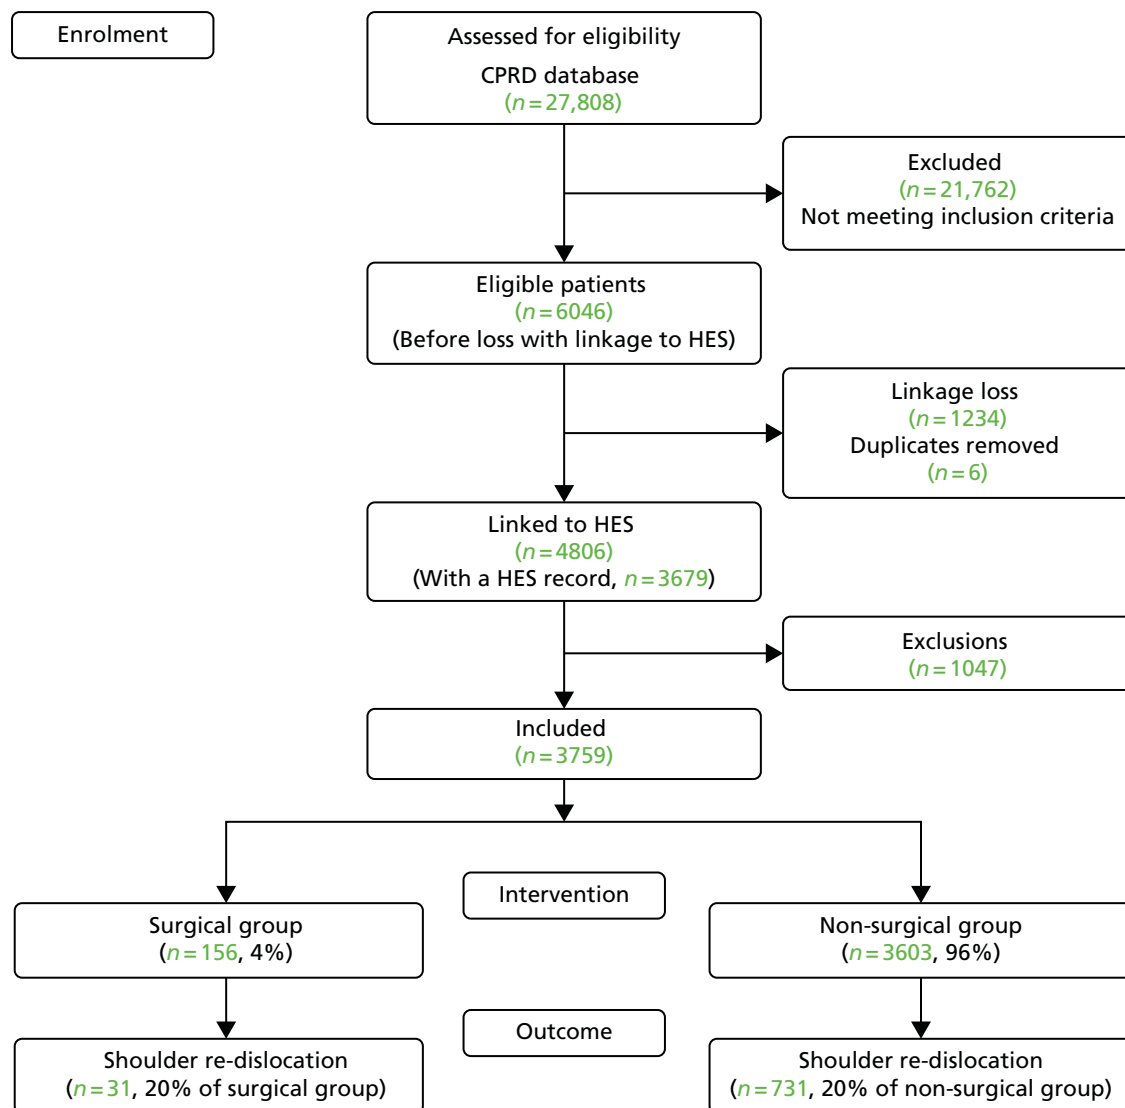 Enrolment
Assessed for eligibility
CPRD database
(n=27,808)
Excluded
(n=21,762)
Not meeting inclusion criteria
Eligible patients
(n=6046)
(Before loss with linkage to HES)
Linkage loss
(n=1234)
Duplicates removed
(n=6)
Linked to HES
(n=4806)
(With a HES record, n=3679)
Exclusions
(n=1047)
Included
(n=3759)
Intervention
Surgical group
(n=156, 4%)
Non-surgical group
(n=3603, 96%)
Outcome
Shoulder re-dislocation
(n=31, 20% of surgical group)
Shoulder re-dislocation
(n=731, 20% of non-surgical group)